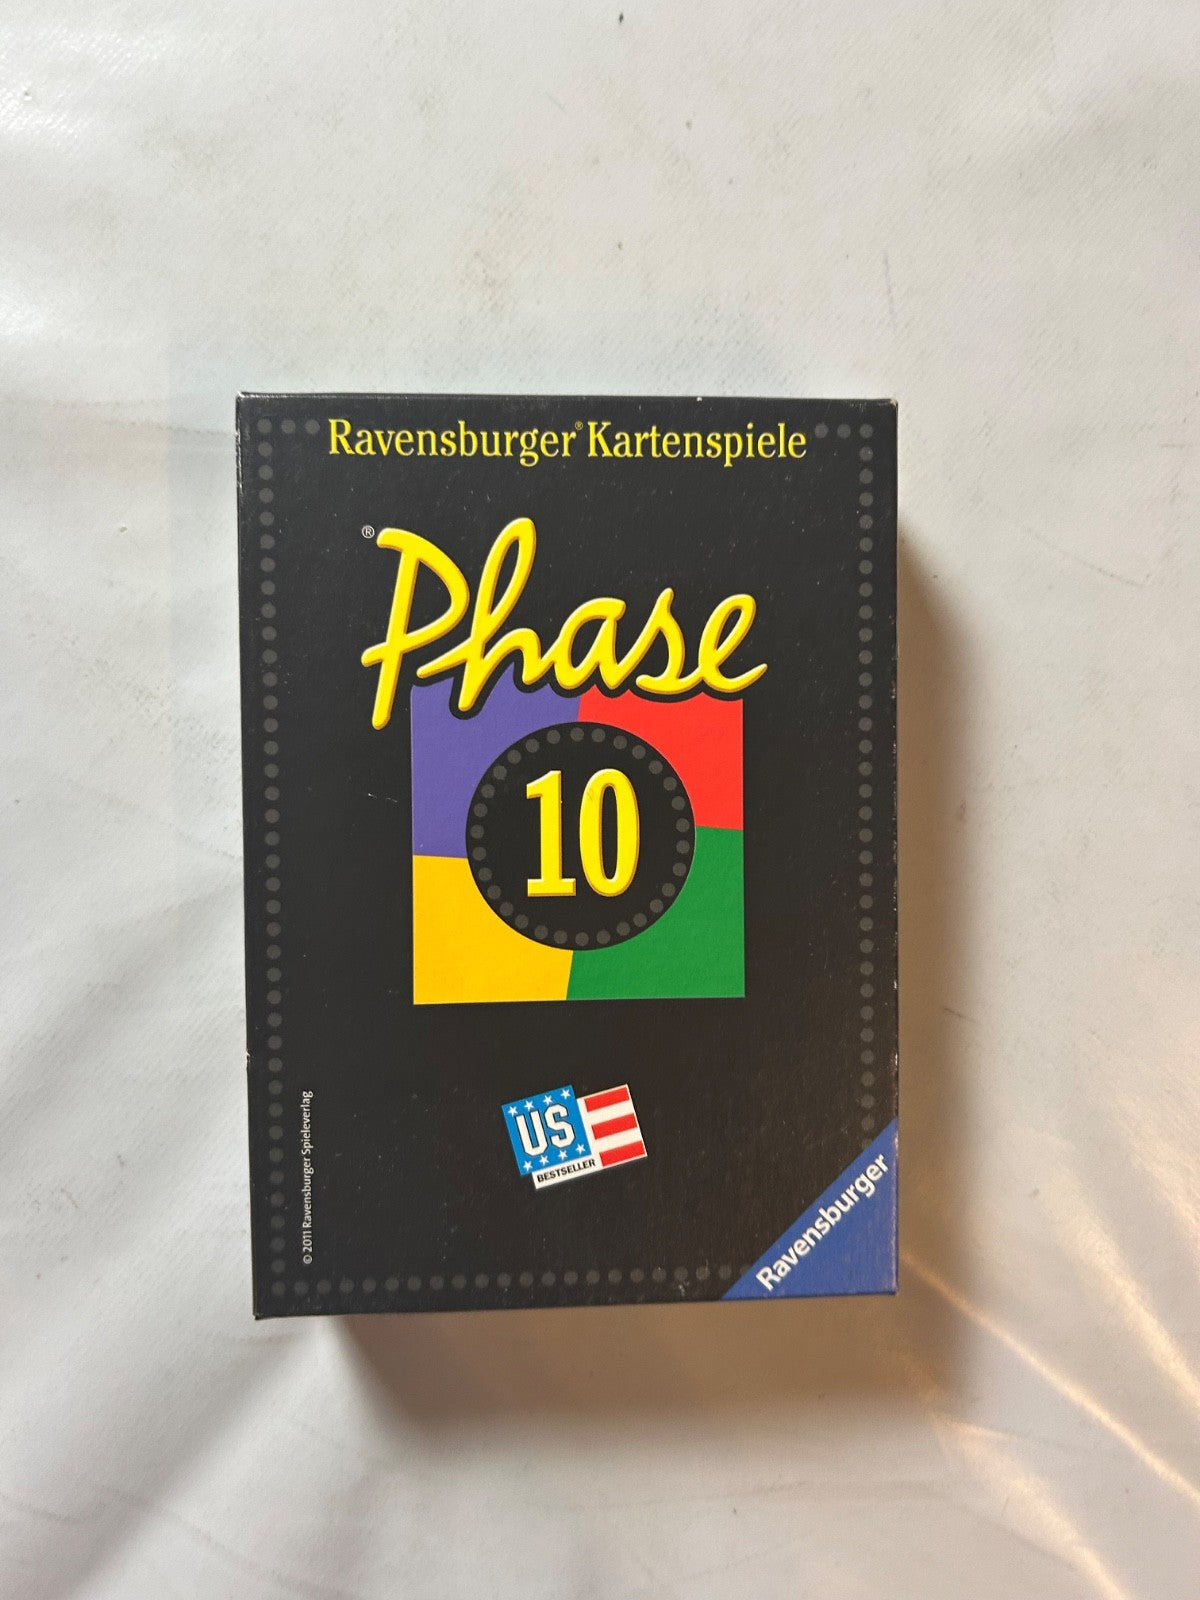 Ravensburger® Kartenspiele
® Phase
10
US
BESTSELLER
© 2011 Ravensburger Spieleverlag
Ravensburger